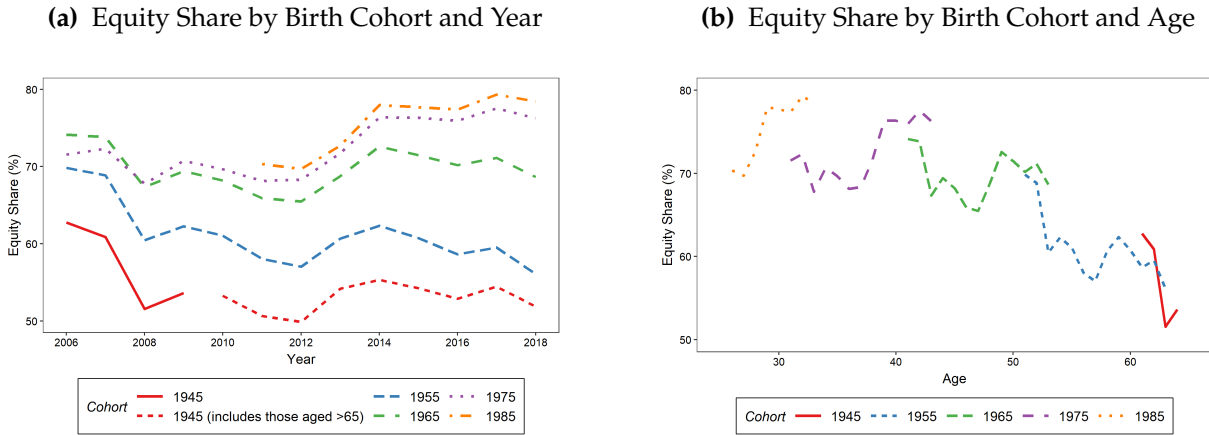 (a) Equity Share by Birth Cohort and Year
80
70
60
50
Equity Share (%)
2006 2008 2010 2012 2014 2016 2018
Year
Cohort 1945 1955 1975
1945 (includes those aged >65) 1965 1985
(b) Equity Share by Birth Cohort and Age
80
70
60
50
Equity Share (%)
30 40 50 60
Age
Cohort 1945 1955 1965 1975 1985